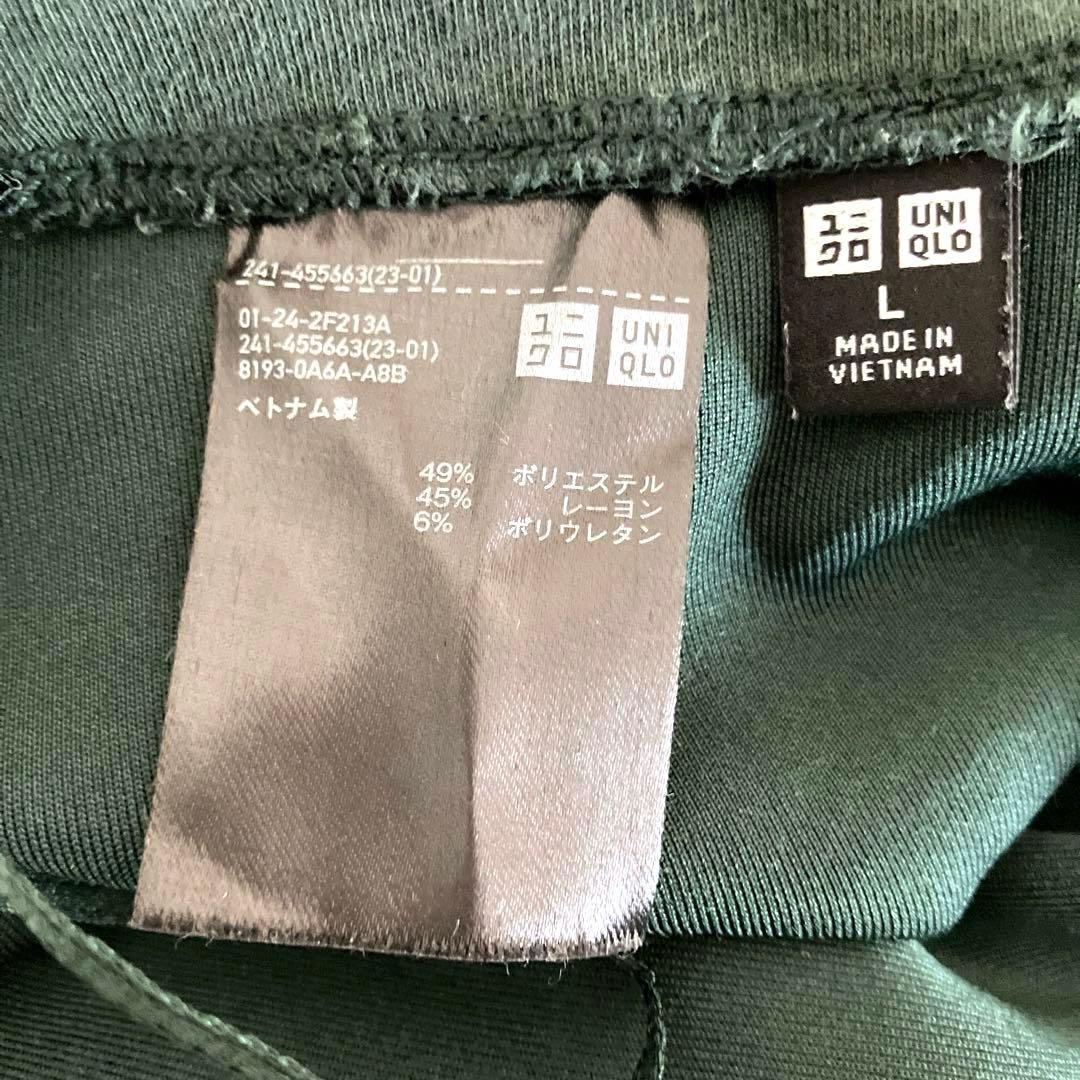 241-455663(23-01)
01-24-2F213A
241-455663(23-01)
8193-0A6A-A8B
ベトナム製
ユニ
クロ
UNI
QLO
49% ポリエステル
45% レーヨン
6% ポリウレタン
ユニ
クロ
UNI
QLO
L
MADE IN
VIETNAM